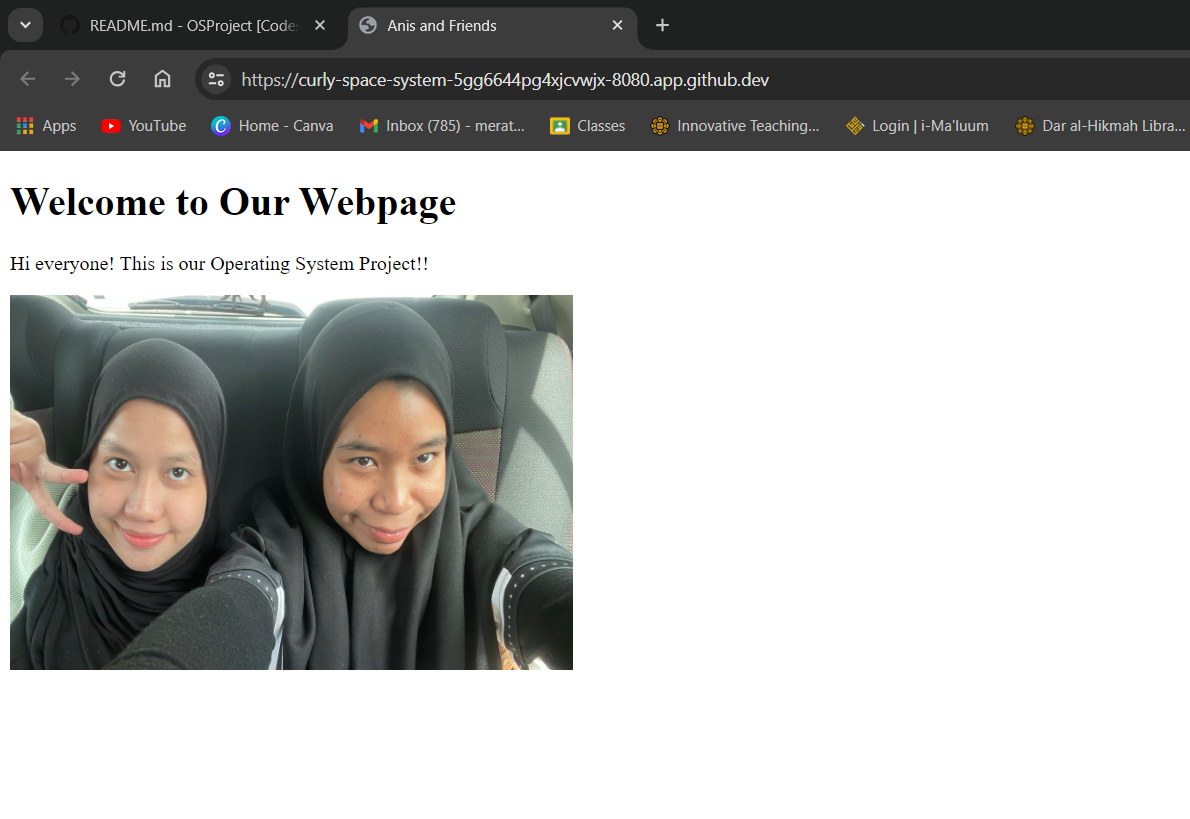 README.md - OSProject [Codes
Anis and Friends
https://curly-space-system-5gg6644pg4xjcvwjx-8080.app.github.dev
Apps YouTube Home - Canva Inbox (785) - merat... Classes Innovative Teaching... Login | i-Ma'luum Dar al-Hikmah Libra...
Welcome to Our Webpage
Hi everyone! This is our Operating System Project!!